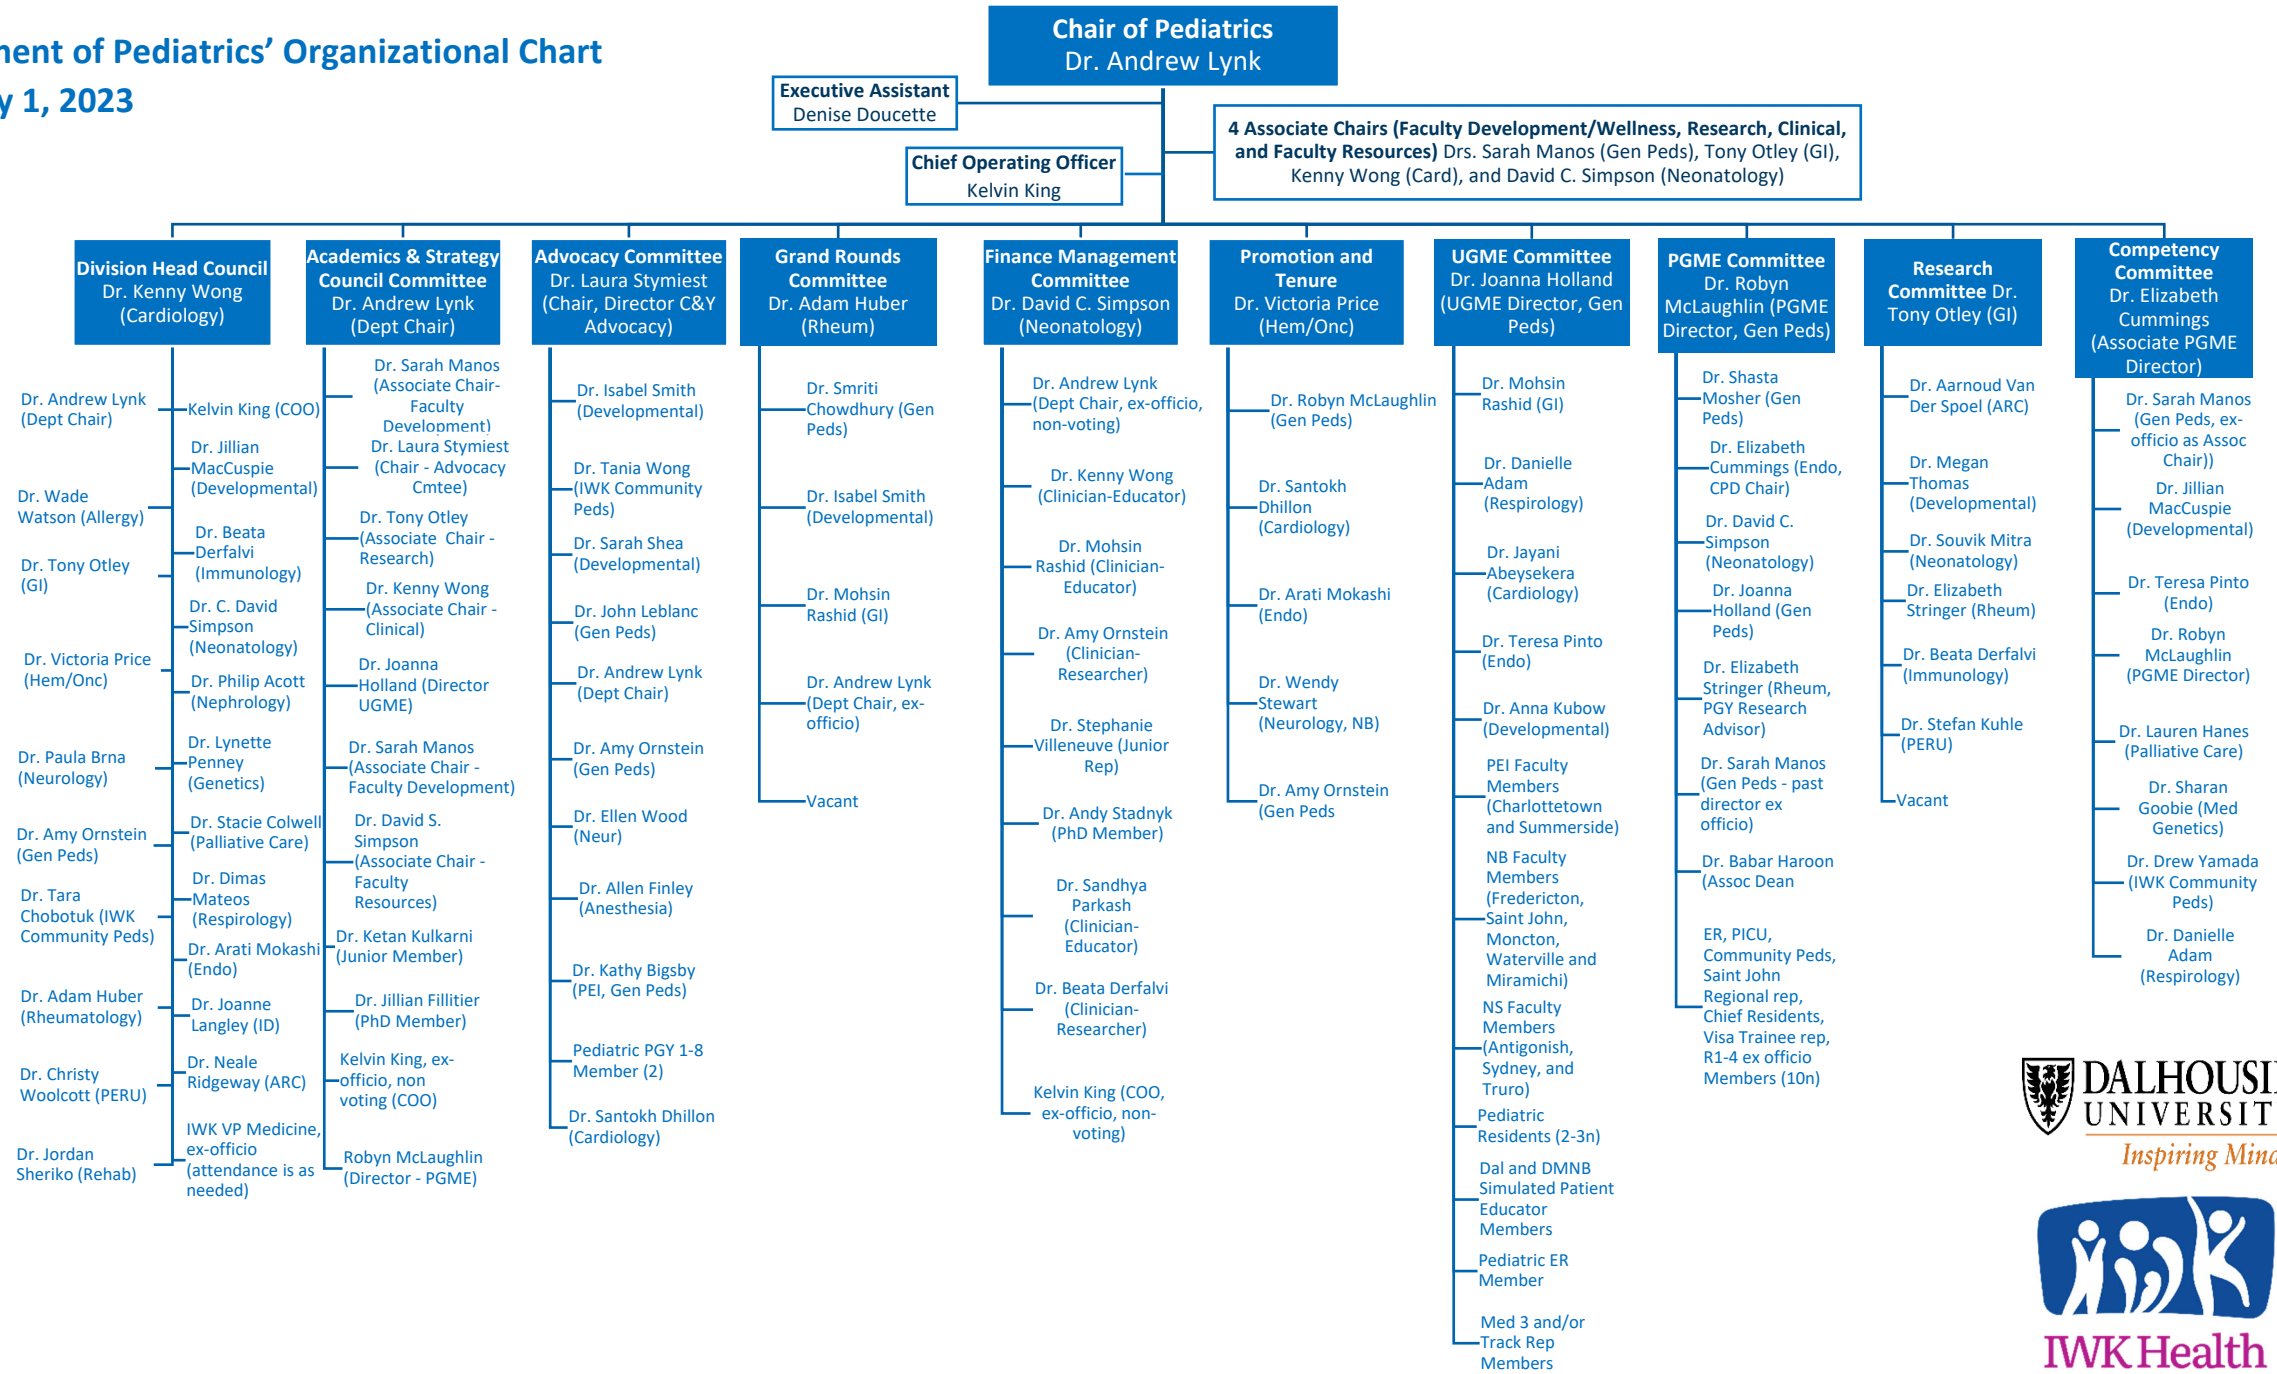 ment of Pediatrics’ Organizational Chart
y 1, 2023
Chair of Pediatrics
Dr. Andrew Lynk
Executive Assistant
Denise Doucette
Chief Operating Officer
Kelvin King
4 Associate Chairs (Faculty Development/Wellness, Research, Clinical,
and Faculty Resources) Drs. Sarah Manos (Gen Peds), Tony Otley (GI),
Kenny Wong (Card), and David C. Simpson (Neonatology)
Division Head Council
Dr. Kenny Wong
(Cardiology)
Dr. Andrew Lynk
(Dept Chair)
Kelvin King (COO)
Dr. Jillian
MacCuspie
(Developmental)
Dr. Wade
Watson (Allergy)
Dr. Beata
Derfalvi
(Immunology)
Dr. Tony Otley
(GI)
Dr. C. David
Simpson
(Neonatology)
Dr. Victoria Price
(Hem/Onc)
Dr. Philip Acott
(Nephrology)
Dr. Paula Brna
(Neurology)
Dr. Lynette
Penney
(Genetics)
Dr. Amy Ornstein
(Gen Peds)
Dr. Stacie Colwell
(Palliative Care)
Dr. Tara
Chobotuk (IWK
Community Peds)
Dr. Dimas
Mateos
(Respirology)
Dr. Arati Mokashi
(Endo)
Dr. Adam Huber
(Rheumatology)
Dr. Joanne
Langley (ID)
Dr. Christy
Woolcott (PERU)
Dr. Neale
Ridgeway (ARC)
Dr. Jordan
Sheriko (Rehab)
IWK VP Medicine,
ex-officio
(attendance is as
needed)
Academics & Strategy
Council Committee
Dr. Andrew Lynk
(Dept Chair)
Dr. Sarah Manos
(Associate Chair-
Faculty
Development)
Dr. Laura Stymiest
(Chair - Advocacy
Cmtee)
Dr. Tony Otley
(Associate  Chair -
Research)
Dr. Kenny Wong
(Associate Chair -
Clinical)
Dr. Joanna
Holland (Director
UGME)
Dr. Sarah Manos
(Associate Chair -
Faculty Development)
Dr. David S.
Simpson
(Associate Chair -
Faculty
Resources)
Dr. Ketan Kulkarni
(Junior Member)
Dr. Jillian Fillitier
(PhD Member)
Kelvin King, ex-
officio, non
voting (COO)
Robyn McLaughlin
(Director - PGME)
Advocacy Committee
Dr. Laura Stymiest
(Chair, Director C&Y
Advocacy)
Dr. Isabel Smith
(Developmental)
Dr. Tania Wong
(IWK Community
Peds)
Dr. Sarah Shea
(Developmental)
Dr. John Leblanc
(Gen Peds)
Dr. Andrew Lynk
(Dept Chair)
Dr. Amy Ornstein
(Gen Peds)
Dr. Ellen Wood
(Neur)
Dr. Allen Finley
(Anesthesia)
Dr. Kathy Bigsby
(PEI, Gen Peds)
Pediatric PGY 1-8
Member (2)
Dr. Santokh Dhillon
(Cardiology)
Grand Rounds
Committee
Dr. Adam Huber
(Rheum)
Dr. Smriti
Chowdhury (Gen
Peds)
Dr. Isabel Smith
(Developmental)
Dr. Mohsin
Rashid (GI)
Dr. Andrew Lynk
(Dept Chair, ex-
officio)
Vacant
Finance Management
Committee
Dr. David C. Simpson
(Neonatology)
Dr. Andrew Lynk
(Dept Chair, ex-officio,
non-voting)
Dr. Kenny Wong
(Clinician-Educator)
Dr. Mohsin
Rashid (Clinician-
Educator)
Dr. Amy Ornstein
(Clinician-
Researcher)
Dr. Stephanie
Villeneuve (Junior
Rep)
Dr. Andy Stadnyk
(PhD Member)
Dr. Sandhya
Parkash
(Clinician-
Educator)
Dr. Beata Derfalvi
(Clinician-
Researcher)
Kelvin King (COO,
ex-officio, non-
voting)
Promotion and
Tenure
Dr. Victoria Price
(Hem/Onc)
Dr. Robyn McLaughlin
(Gen Peds)
Dr. Santokh
Dhillon
(Cardiology)
Dr. Arati Mokashi
(Endo)
Dr. Wendy
Stewart
(Neurology, NB)
Dr. Amy Ornstein
(Gen Peds
UGME Committee
Dr. Joanna Holland
(UGME Director, Gen
Peds)
Dr. Mohsin
Rashid (GI)
Dr. Danielle
Adam
(Respirology)
Dr. Jayani
Abeysekera
(Cardiology)
Dr. Teresa Pinto
(Endo)
Dr. Anna Kubow
(Developmental)
PEI Faculty
Members
(Charlottetown
and Summerside)
NB Faculty
Members
(Fredericton,
Saint John,
Moncton,
Waterville and
Miramichi)
NS Faculty
Members
(Antigonish,
Sydney, and
Truro)
Pediatric
Residents (2-3n)
Dal and DMNB
Simulated Patient
Educator
Members
Pediatric ER
Member
Med 3 and/or
Track Rep
Members
PGME Committee
Dr. Robyn
McLaughlin (PGME
Director, Gen Peds)
Dr. Shasta
Mosher (Gen
Peds)
Dr. Elizabeth
Cummings (Endo,
CPD Chair)
Dr. David C.
Simpson
(Neonatology)
Dr. Joanna
Holland (Gen
Peds)
Dr. Elizabeth
Stringer (Rheum,
PGY Research
Advisor)
Dr. Sarah Manos
(Gen Peds - past
director ex
officio)
Dr. Babar Haroon
(Assoc Dean
ER, PICU,
Community Peds,
Saint John
Regional rep,
Chief Residents,
Visa Trainee rep,
R1-4 ex officio
Members (10n)
Research
Committee Dr.
Tony Otley (GI)
Dr. Aarnoud Van
Der Spoel (ARC)
Dr. Megan
Thomas
(Developmental)
Dr. Souvik Mitra
(Neonatology)
Dr. Elizabeth
Stringer (Rheum)
Dr. Beata Derfalvi
(Immunology)
Dr. Stefan Kuhle
(PERU)
Vacant
Competency
Committee
Dr. Elizabeth
Cummings
(Associate PGME
Director)
Dr. Sarah Manos
(Gen Peds, ex-
officio as Assoc
Chair))
Dr. Jillian
MacCuspie
(Developmental)
Dr. Teresa Pinto
(Endo)
Dr. Robyn
McLaughlin
(PGME Director)
Dr. Lauren Hanes
(Palliative Care)
Dr. Sharan
Goobie (Med
Genetics)
Dr. Drew Yamada
(IWK Community
Peds)
Dr. Danielle
Adam
(Respirology)
DALHOUSI
UNIVERSIT
Inspiring Mind
IWK Health